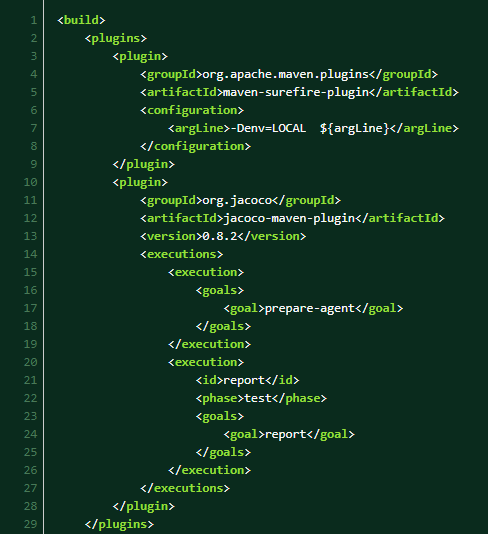 1 <build>
2     <plugins>
3         <plugin>
4             <groupId>org.apache.maven.plugins</groupId>
5             <artifactId>maven-surefire-plugin</artifactId>
6             <configuration>
7                 <argLine>-Denv=LOCAL  ${argLine}</argLine>
8             </configuration>
9         </plugin>
10         <plugin>
11             <groupId>org.jacoco</groupId>
12             <artifactId>jacoco-maven-plugin</artifactId>
13             <version>0.8.2</version>
14             <executions>
15                 <execution>
16                     <goals>
17                         <goal>prepare-agent</goal>
18                     </goals>
19                 </execution>
20                 <execution>
21                     <id>report</id>
22                     <phase>test</phase>
23                     <goals>
24                         <goal>report</goal>
25                     </goals>
26                 </execution>
27             </executions>
28         </plugin>
29     </plugins>